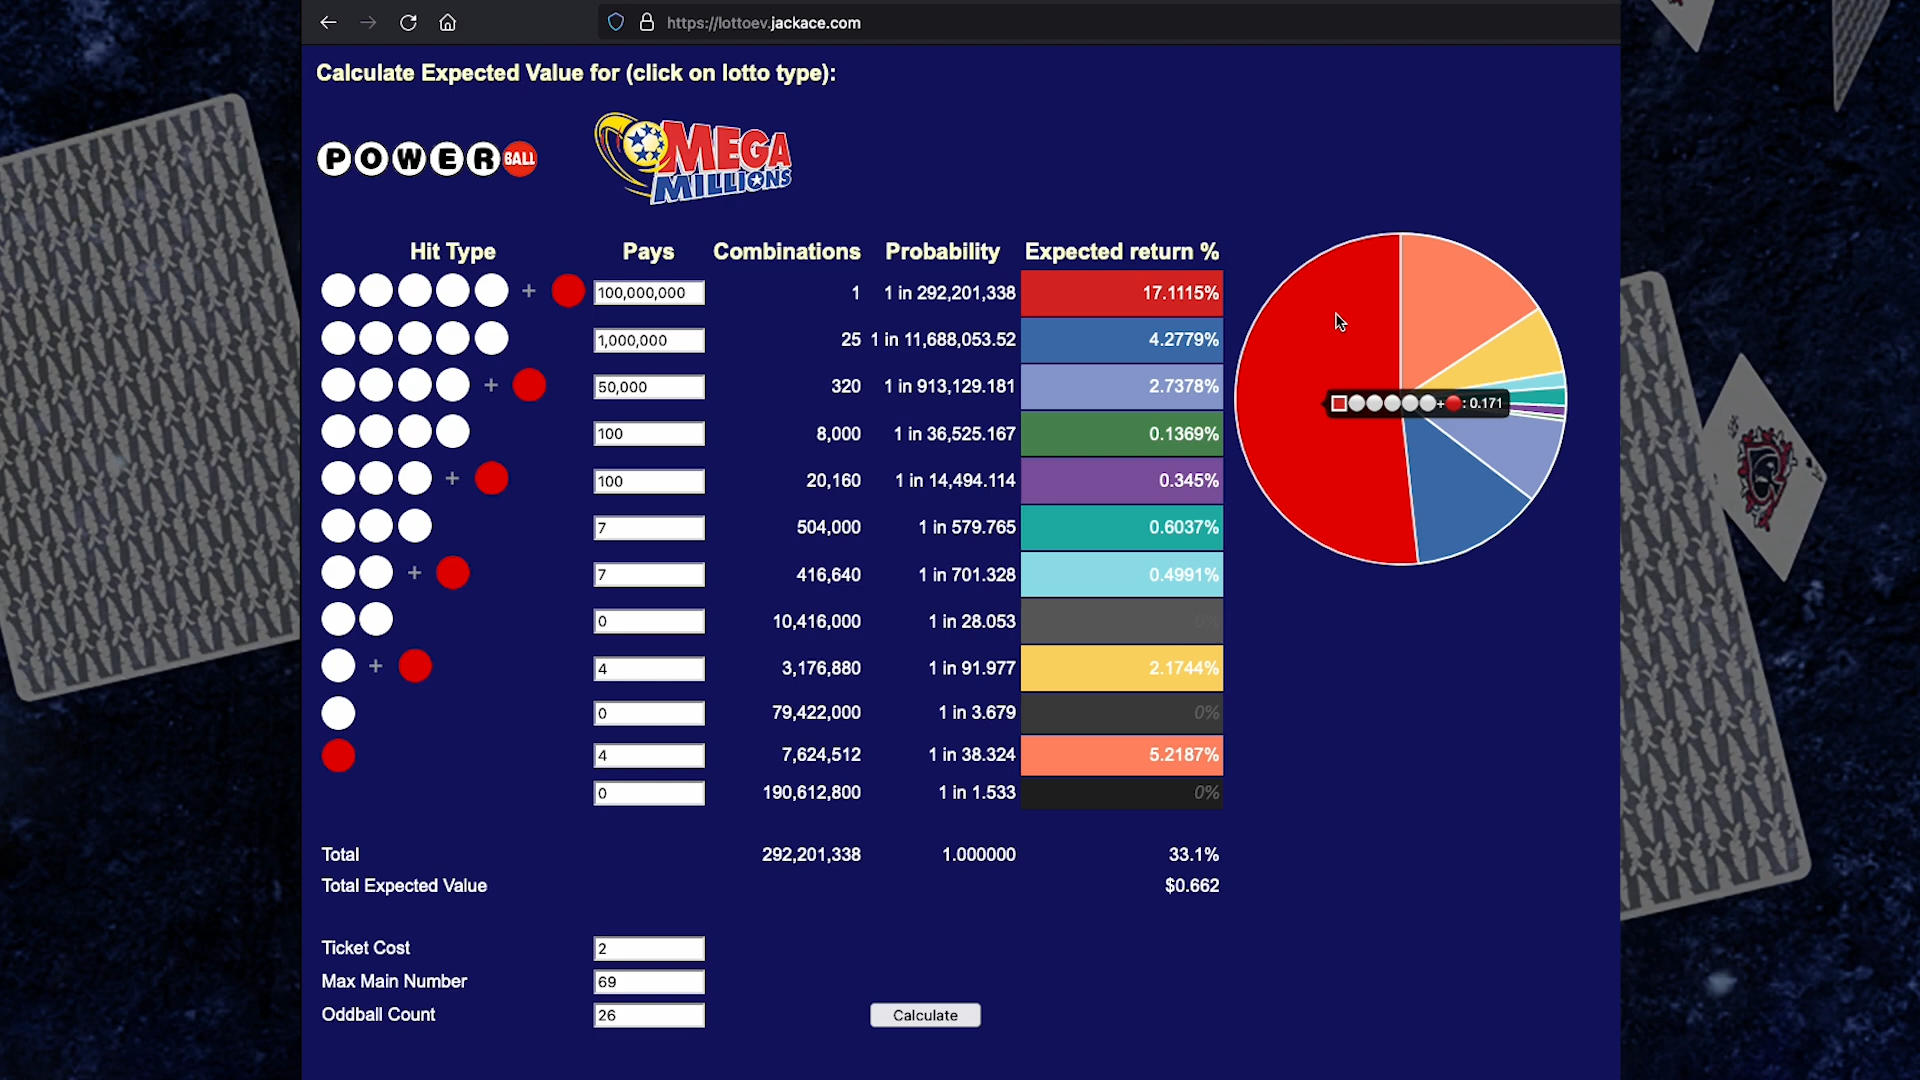 https://lottoev.jackace.com
Calculate Expected Value for (click on lotto type):
POWER BALL
MEGA MILLIONS
Hit Type Pays Combinations Probability Expected return %
+ 100,000,000 1 1 in 292,201,338 17.1115%
1,000,000 25 1 in 11,688,053.52 4.2779%
+ 50,000 320 1 in 913,129.181 2.7378%
100 8,000 1 in 36,525.167 0.1369%
+ 100 20,160 1 in 14,494.114 0.345%
7 504,000 1 in 579.765 0.6037%
+ 7 416,640 1 in 701.328 0.4991%
0 10,416,000 1 in 28.053 0%
+ 4 3,176,880 1 in 91.977 2.1744%
0 79,422,000 1 in 3.679 0%
4 7,624,512 1 in 38.324 5.2187%
0 190,612,800 1 in 1.533 0%
+ : 0.171
Total 292,201,338 1.000000 33.1%
Total Expected Value $0.662
Ticket Cost 2
Max Main Number 69
Oddball Count 26
Calculate